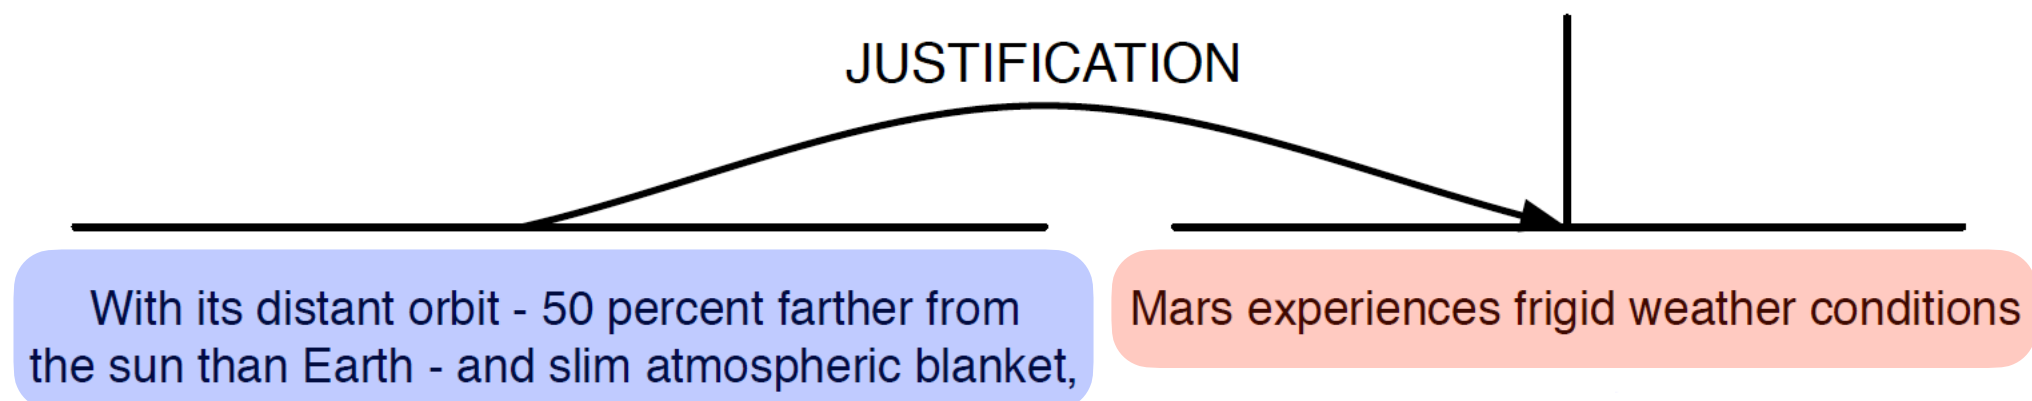 JUSTIFICATION
With its distant orbit - 50 percent farther from
the sun than Earth - and slim atmospheric blanket,
Mars experiences frigid weather conditions